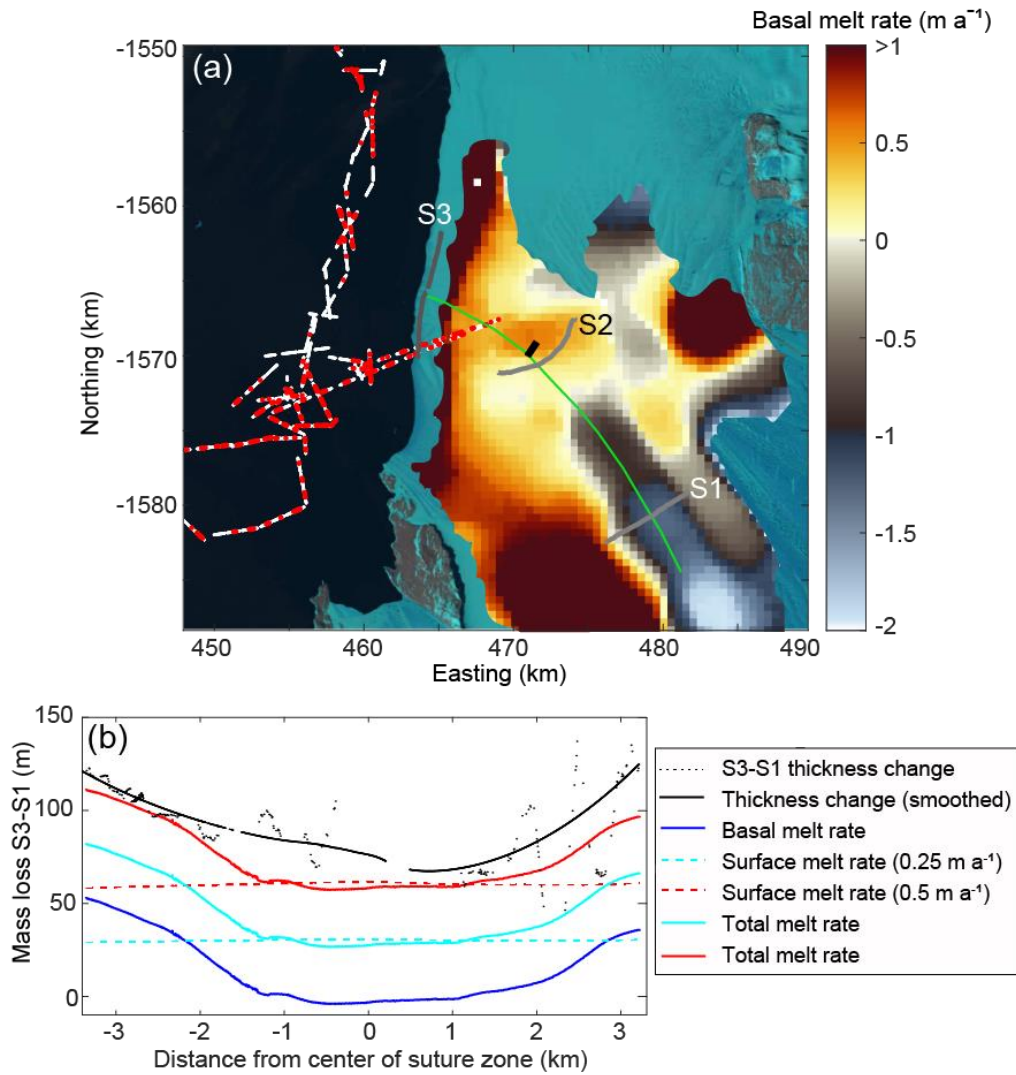 Basal melt rate (m a⁻¹)
(a)
-1550
-1560
-1570
-1580
Northing (km)
S3
S2
S1
>1
0.5
0
-0.5
-1
-1.5
-2
450
460
470
480
490
Easting (km)
(b)
150
100
50
0
Mass loss S3-S1 (m)
-3
-2
-1
0
1
2
3
Distance from center of suture zone (km)
S3-S1 thickness change
Thickness change (smoothed)
Basal melt rate
Surface melt rate (0.25 m a⁻¹)
Surface melt rate (0.5 m a⁻¹)
Total melt rate
Total melt rate